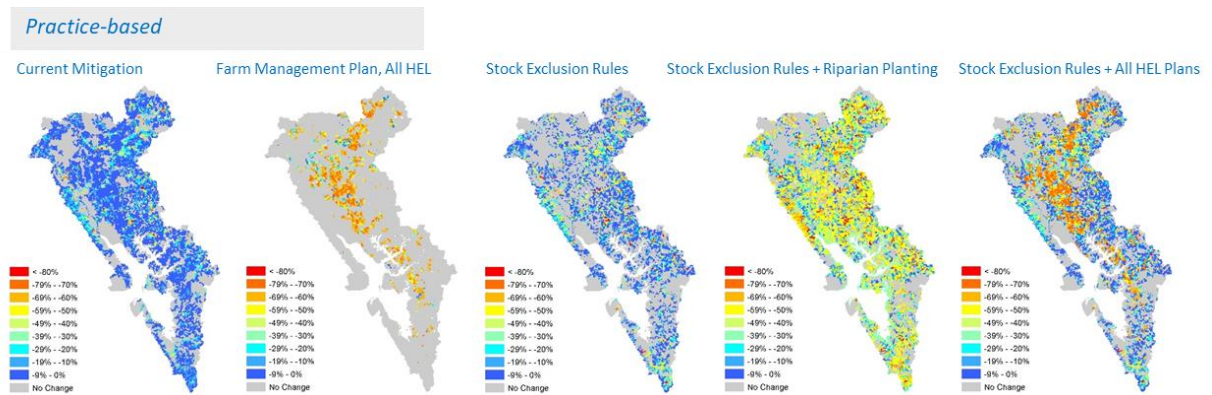 Practice-based
Current Mitigation
Farm Management Plan, All HEL
Stock Exclusion Rules
Stock Exclusion Rules + Riparian Planting
Stock Exclusion Rules + All HEL Plans
< -80%
-79% - -70%
-69% - -60%
-59% - -50%
-49% - -40%
-39% - -30%
-29% - -20%
-19% - -10%
-9% - 0%
No Change
< -80%
-79% - -70%
-69% - -60%
-59% - -50%
-49% - -40%
-39% - -30%
-29% - -20%
-19% - -10%
-9% - 0%
No Change
< -80%
-79% - -70%
-69% - -60%
-59% - -50%
-49% - -40%
-39% - -30%
-29% - -20%
-19% - -10%
-9% - 0%
No Change
< -80%
-79% - -70%
-69% - -60%
-59% - -50%
-49% - -40%
-39% - -30%
-29% - -20%
-19% - -10%
-9% - 0%
No Change
< -80%
-79% - -70%
-69% - -60%
-59% - -50%
-49% - -40%
-39% - -30%
-29% - -20%
-19% - -10%
-9% - 0%
No Change